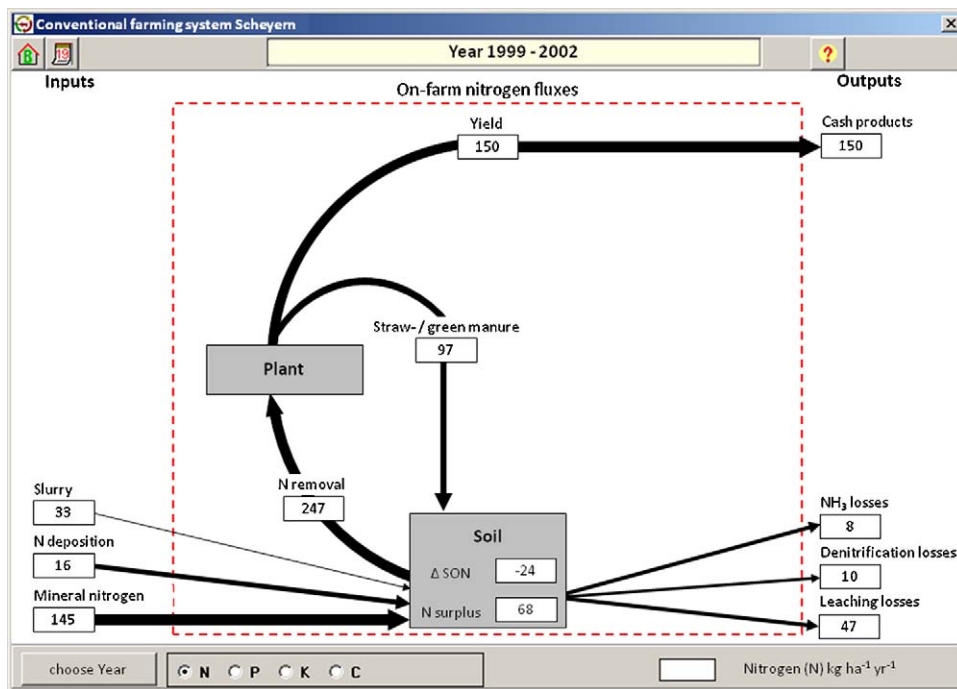 Conventional farming system Scheyern
Year 1999 - 2002
?
Inputs
On-farm nitrogen fluxes
Outputs
Yield
150
Cash products
150
Straw- / green manure
97
Plant
N removal
247
Slurry
33
N deposition
16
Mineral nitrogen
145
Soil
Δ SON
-24
N surplus
68
NH₃ losses
8
Denitrification losses
10
Leaching losses
47
choose Year
N P K C
Nitrogen (N) kg ha⁻¹ yr⁻¹